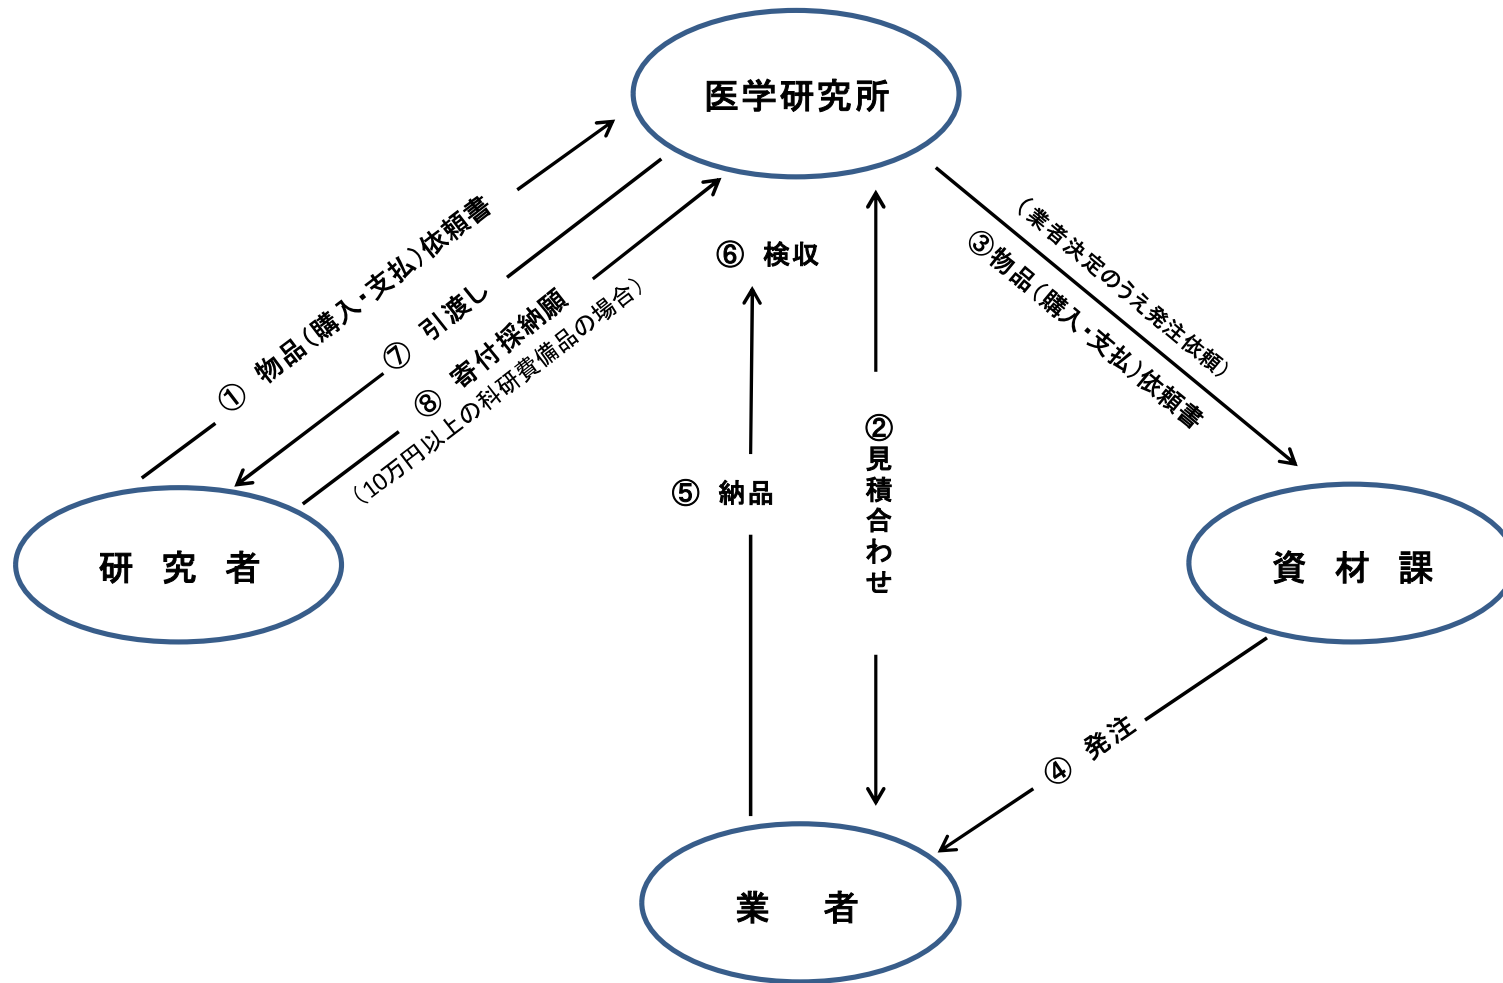 医学研究所
① 物品(購入・支払)依頼書
⑦ 引渡し
⑧ 寄付採納願
(10万円以上の科研費備品の場合)
⑥ 検収
(業者決定のうえ発注依頼)
③物品(購入・支払)依頼書
②見積合わせ
⑤ 納品
研 究 者
資 材 課
④ 発注
業 者